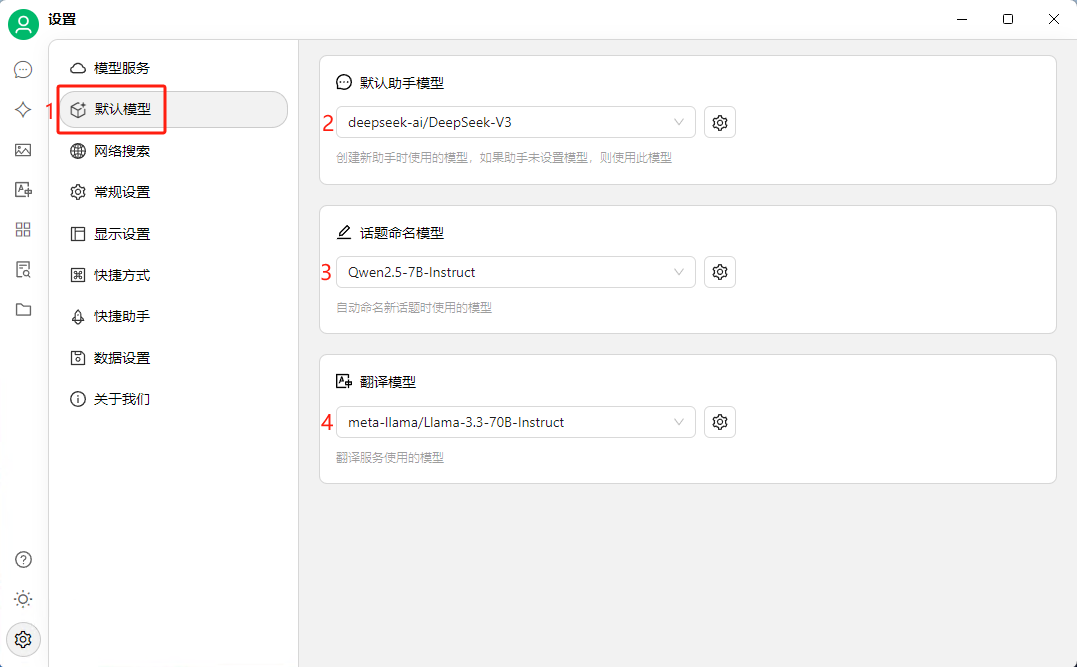 设置
模型服务
1 默认模型
网络搜索
常规设置
显示设置
快捷方式
快捷助手
数据设置
关于我们
默认助手模型
2 deepseek-ai/DeepSeek-V3
创建新助手时使用的模型，如果助手未设置模型，则使用此模型
话题命名模型
3 Qwen2.5-7B-Instruct
自动命名新话题时使用的模型
翻译模型
4 meta-llama/Llama-3.3-70B-Instruct
翻译服务使用的模型